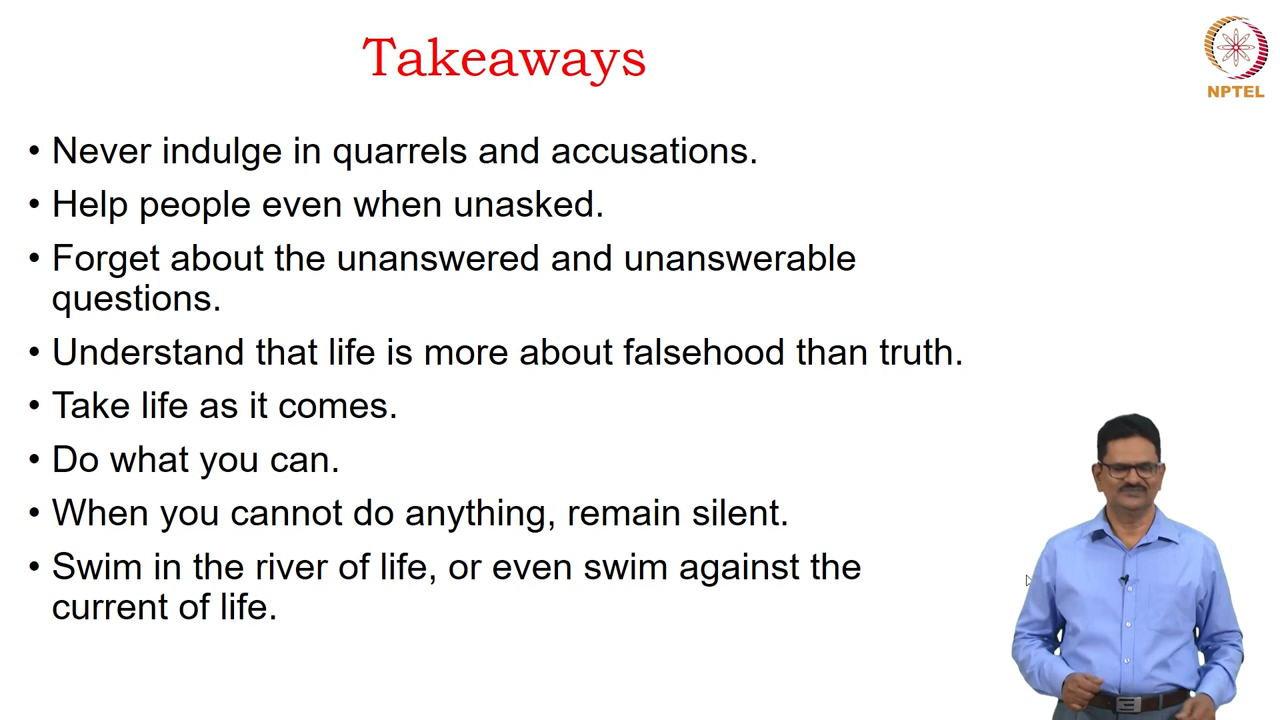 Takeaways
NPTEL
• Never indulge in quarrels and accusations.
• Help people even when unasked.
• Forget about the unanswered and unanswerable
questions.
• Understand that life is more about falsehood than truth.
• Take life as it comes.
• Do what you can.
• When you cannot do anything, remain silent.
• Swim in the river of life, or even swim against the
current of life.